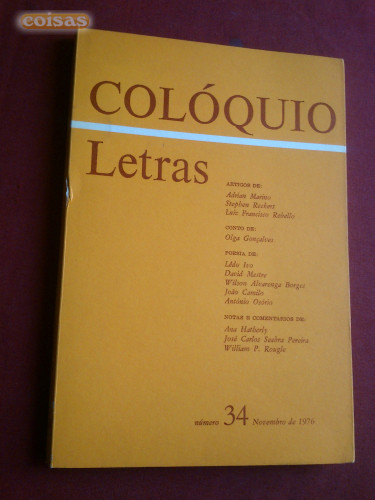 coisas
COLÓQUIO
Letras
ARTIGOS DE:
Adrian Marino
Stephen Reckert
Luís Francisco Rebello
CONTO DE:
Olga Gonçalves
POESIA DE:
Lêdo Ivo
David Mestre
Wilson Alvarenga Borges
João Camilo
António Osório
NOTAS E COMENTÁRIOS DE:
Ana Hatherly
José Carlos Seabra Pereira
William P. Rougle
número 34 Novembro de 1976